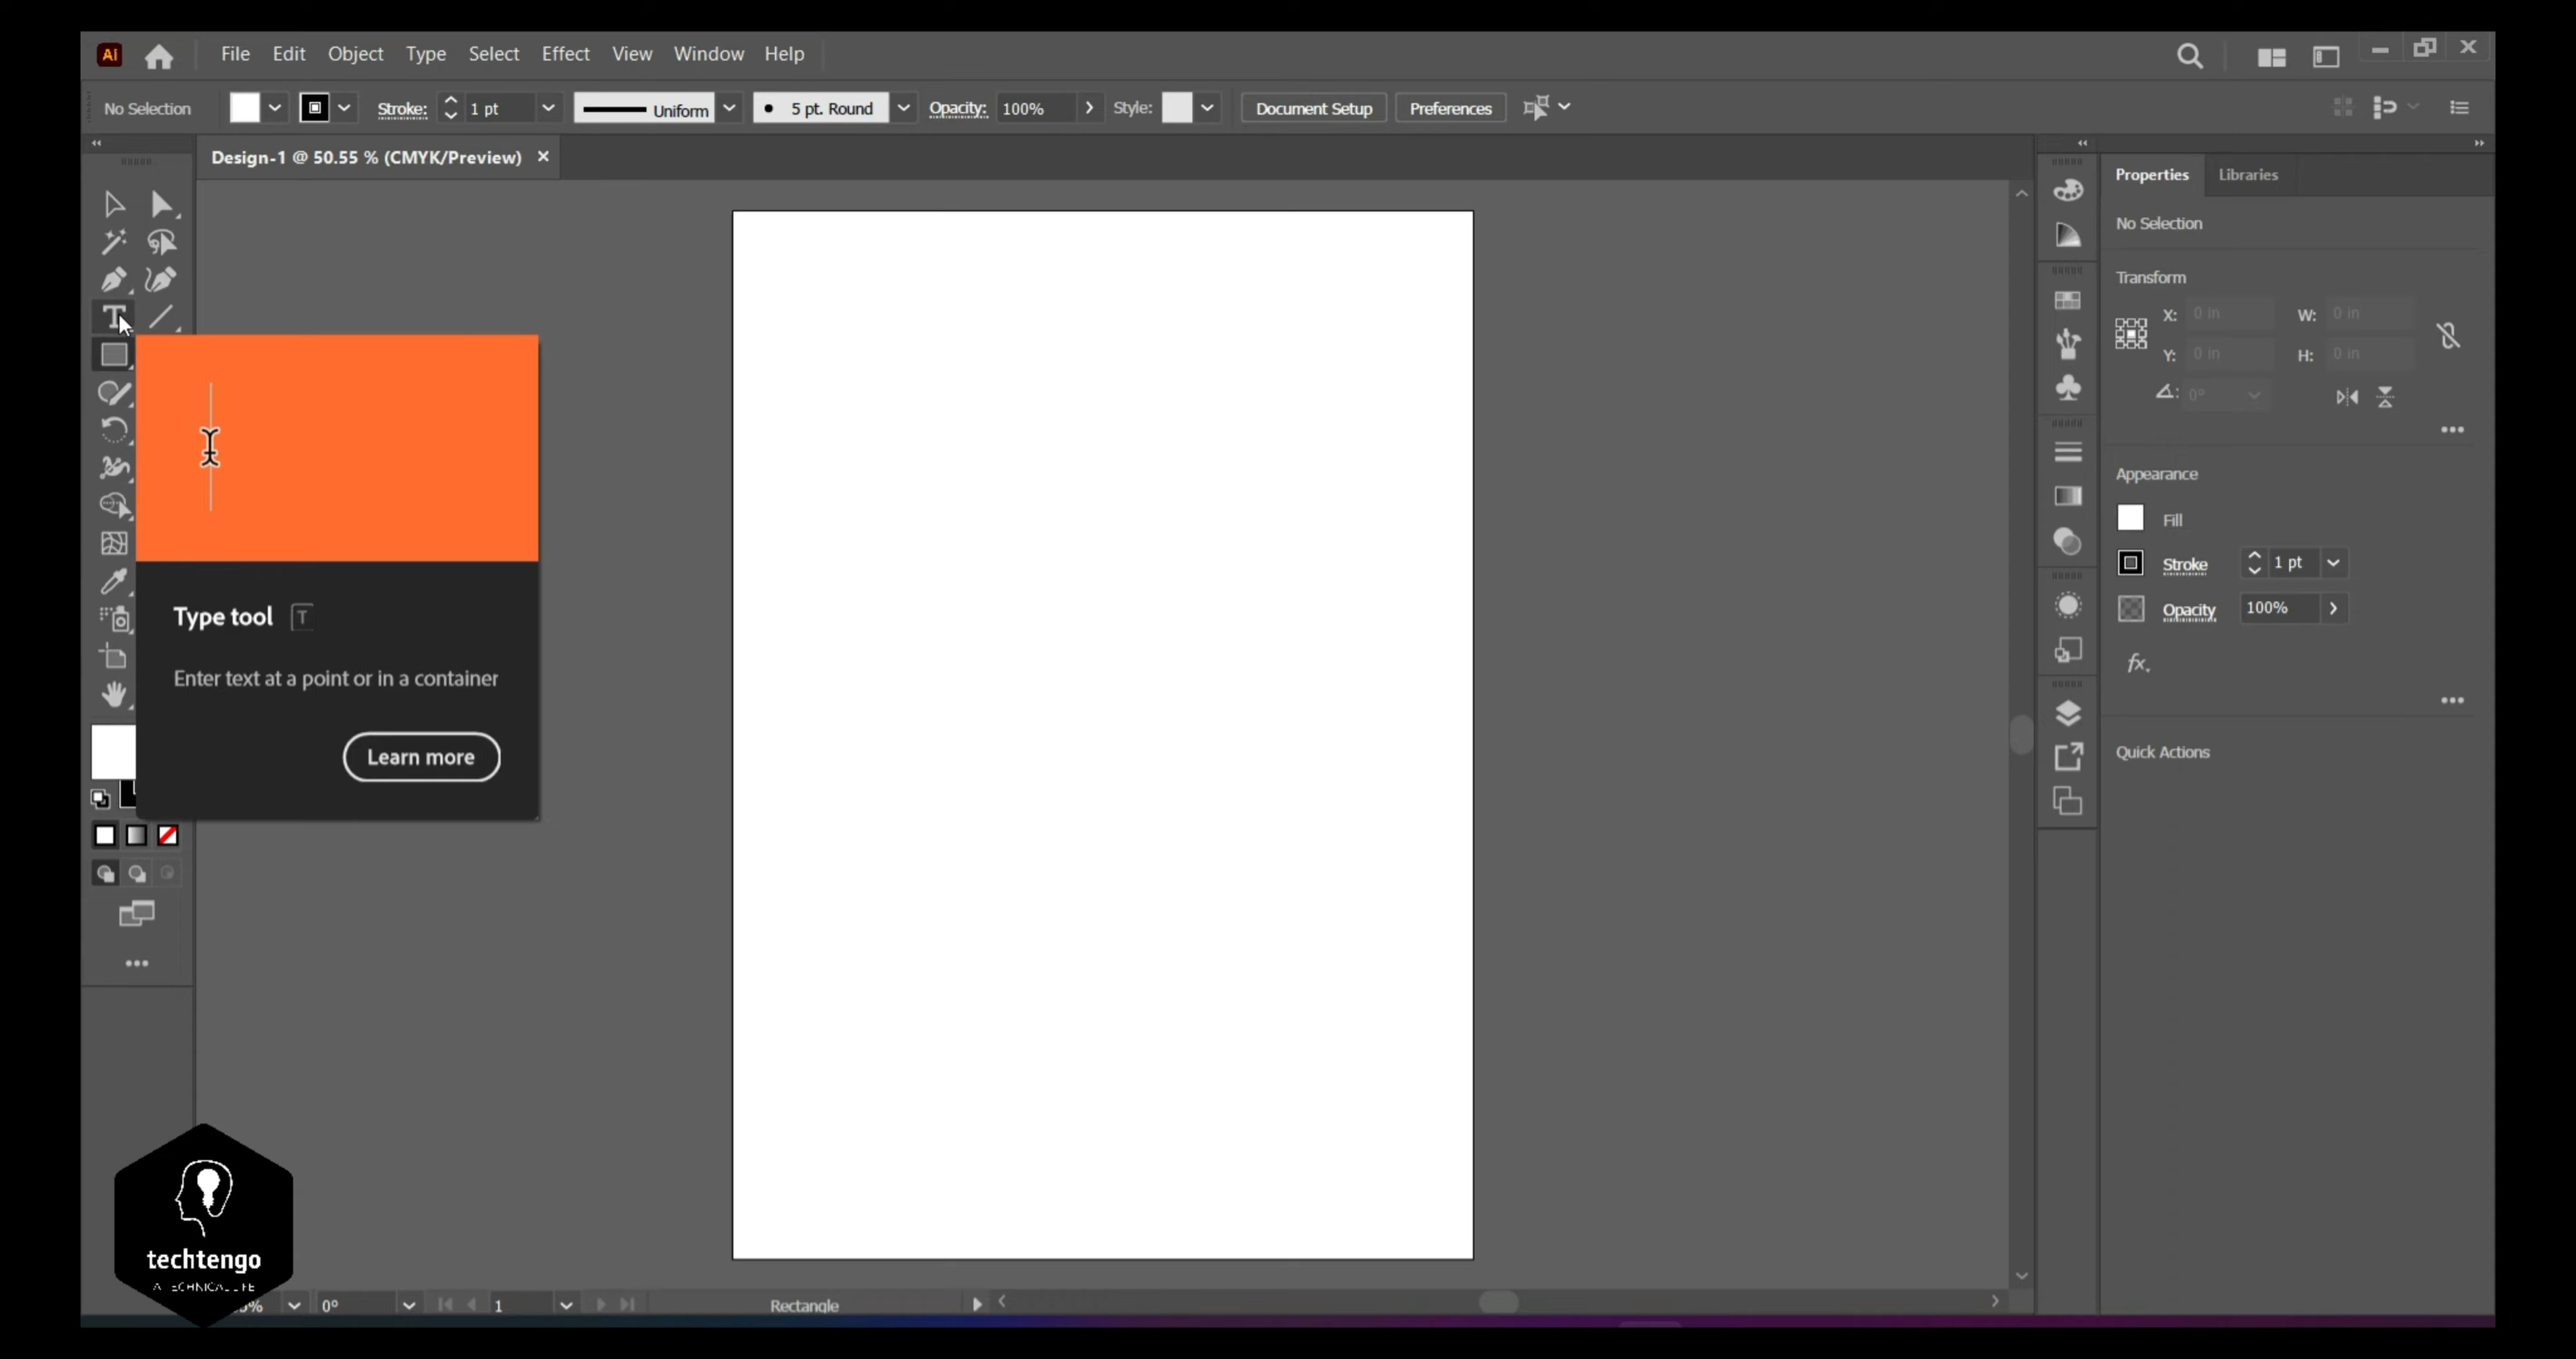 Ai File Edit Object Type Select Effect View Window Help
No Selection Stroke: 1 pt Uniform 5 pt. Round Opacity: 100% Style: Document Setup Preferences
Design-1 @ 50.55 % (CMYK/Preview)
Properties Libraries
No Selection
Transform
X: 0 in W: 0 in
Y: 0 in H: 0 in
0°
Appearance
Fill
Stroke 1 pt
Opacity 100%
fx.
Quick Actions
Type tool T
Enter text at a point or in a container
Learn more
techtengo
0° 1 Rectangle